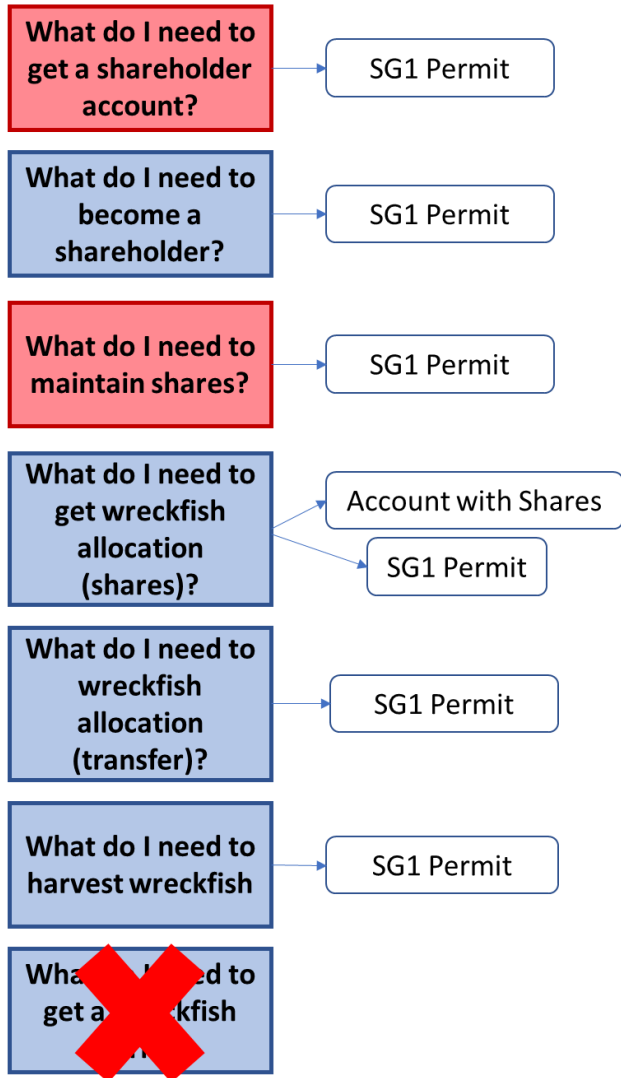 What do I need to
get a shareholder
account?
SG1 Permit
What do I need to
become a
shareholder?
SG1 Permit
What do I need to
maintain shares?
SG1 Permit
What do I need to
get wreckfish
allocation
(shares)?
Account with Shares
SG1 Permit
What do I need to
wreckfish
allocation
(transfer)?
SG1 Permit
What do I need to
harvest wreckfish
SG1 Permit
to
get a